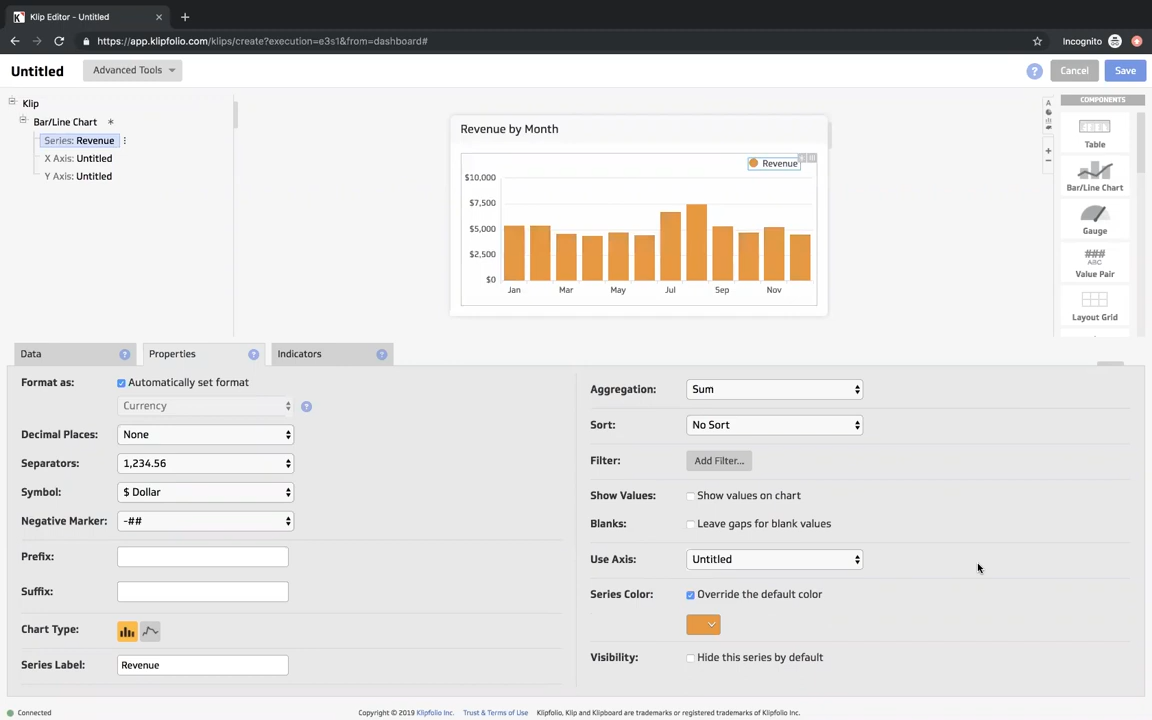 Klip Editor - Untitled
https://app.klipfolio.com/klips/create?execution=e3s1&from=dashboard#
Incognito
Untitled
Advanced Tools
?
Cancel
Save
Klip
Bar/Line Chart *
Series: Revenue
X Axis: Untitled
Y Axis: Untitled
Revenue by Month
Revenue
$10,000
$7,500
$5,000
$2,500
$0
Jan
Mar
May
Jul
Sep
Nov
COMPONENTS
Table
Bar/Line Chart
Gauge
###
ABC
Value Pair
Layout Grid
Data ?
Properties ?
Indicators ?
Format as:
Automatically set format
Currency
?
Decimal Places:
None
Separators:
1,234.56
Symbol:
$ Dollar
Negative Marker:
-##
Prefix:
Suffix:
Chart Type:
Series Label:
Revenue
Aggregation:
Sum
Sort:
No Sort
Filter:
Add Filter...
Show Values:
Show values on chart
Blanks:
Leave gaps for blank values
Use Axis:
Untitled
Series Color:
Override the default color
Visibility:
Hide this series by default
Connected
Copyright © 2019 Klipfolio Inc.
Trust & Terms of Use
Klipfolio, Klip and Klipboard are trademarks or registered trademarks of Klipfolio Inc.